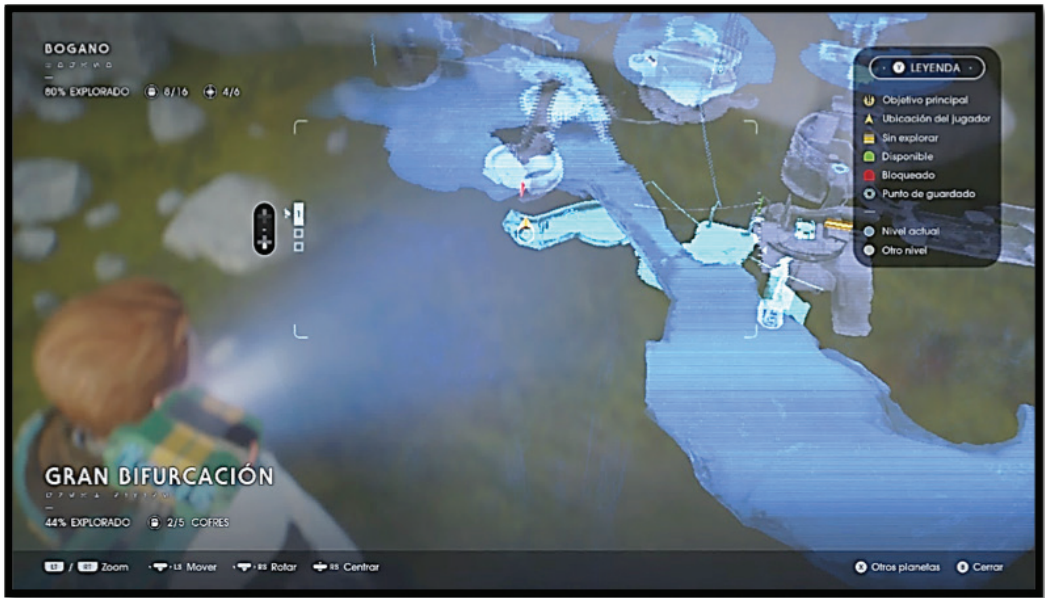 BOGANO
80% EXPLORADO 8/16 4/6
Y LEYENDA
Objetivo principal
Ubicación del jugador
Sin explorar
Disponible
Bloqueado
Punto de guardado
Nivel actual
Otro nivel
1
GRAN BIFURCACIÓN
44% EXPLORADO 2/5 COFRES
LT / RT Zoom LS Mover RS Rotar RS Centrar
X Otros planetas B Cerrar